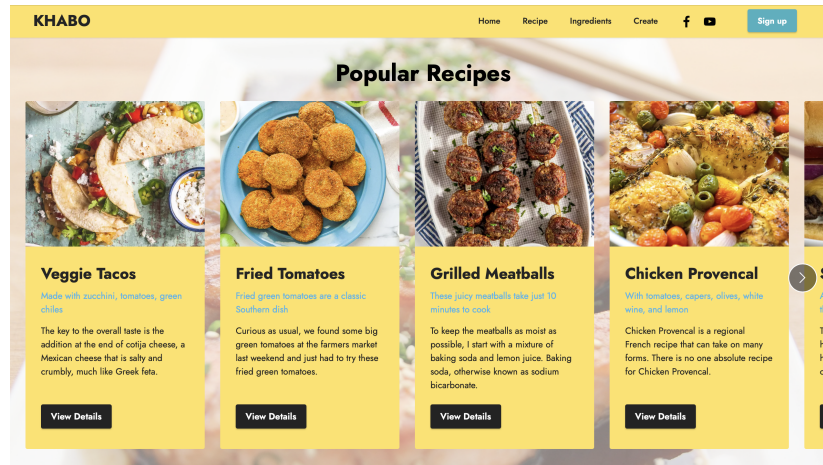 KHABO
Home Recipe Ingredients Create Sign up
Popular Recipes
Veggie Tacos
Made with zucchini, tomatoes, green
chiles
The key to the overall taste is the
addition at the end of cotija cheese, a
Mexican cheese that is salty and
crumbly, much like Greek feta.
View Details
Fried Tomatoes
Fried green tomatoes are a classic
Southern dish
Curious as usual, we found some big
green tomatoes at the farmers market
last weekend and just had to try these
fried green tomatoes.
View Details
Grilled Meatballs
These juicy meatballs take just 10
minutes to cook
To keep the meatballs as moist as
possible, I start with a mixture of
baking soda and lemon juice. Baking
soda, otherwise known as sodium
bicarbonate.
View Details
Chicken Provencal
With tomatoes, capers, olives, white
wine, and lemon
Chicken Provencal is a regional
French recipe that can take on many
forms. There is no one absolute recipe
for Chicken Provencal.
View Details